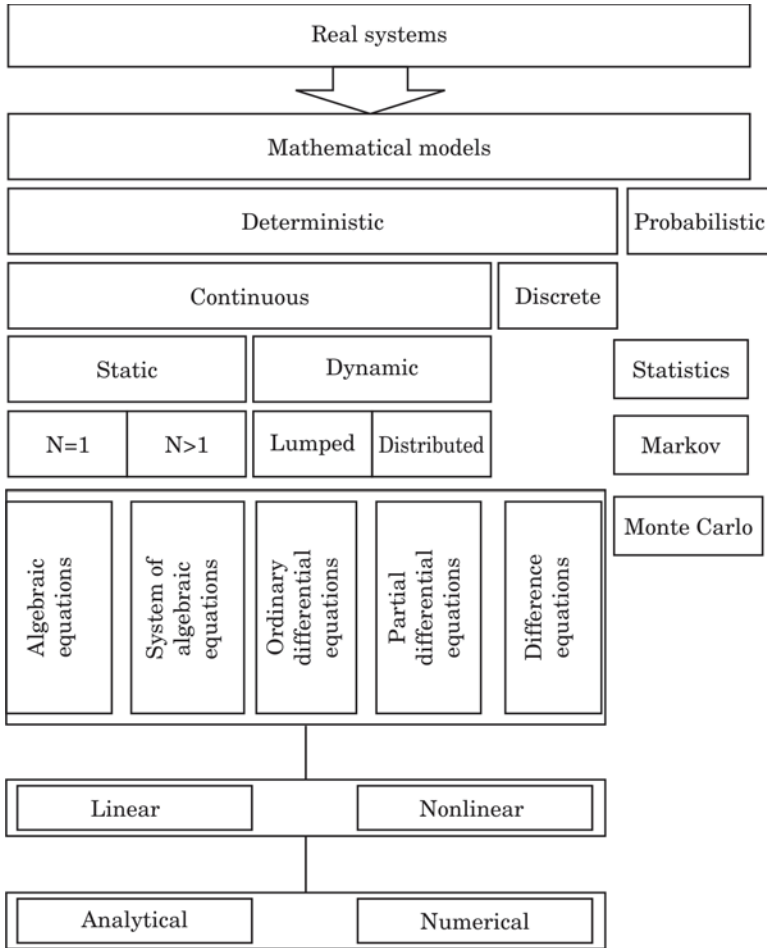 Real systems
Mathematical models
Deterministic
Probabilistic
Continuous
Discrete
Static
Dynamic
Statistics
N=1
N>1
Lumped
Distributed
Markov
Monte Carlo
Algebraic
equations
System of
algebraic
equations
Ordinary
differential
equations
Partial
differential
equations
Difference
equations
Linear
Nonlinear
Analytical
Numerical